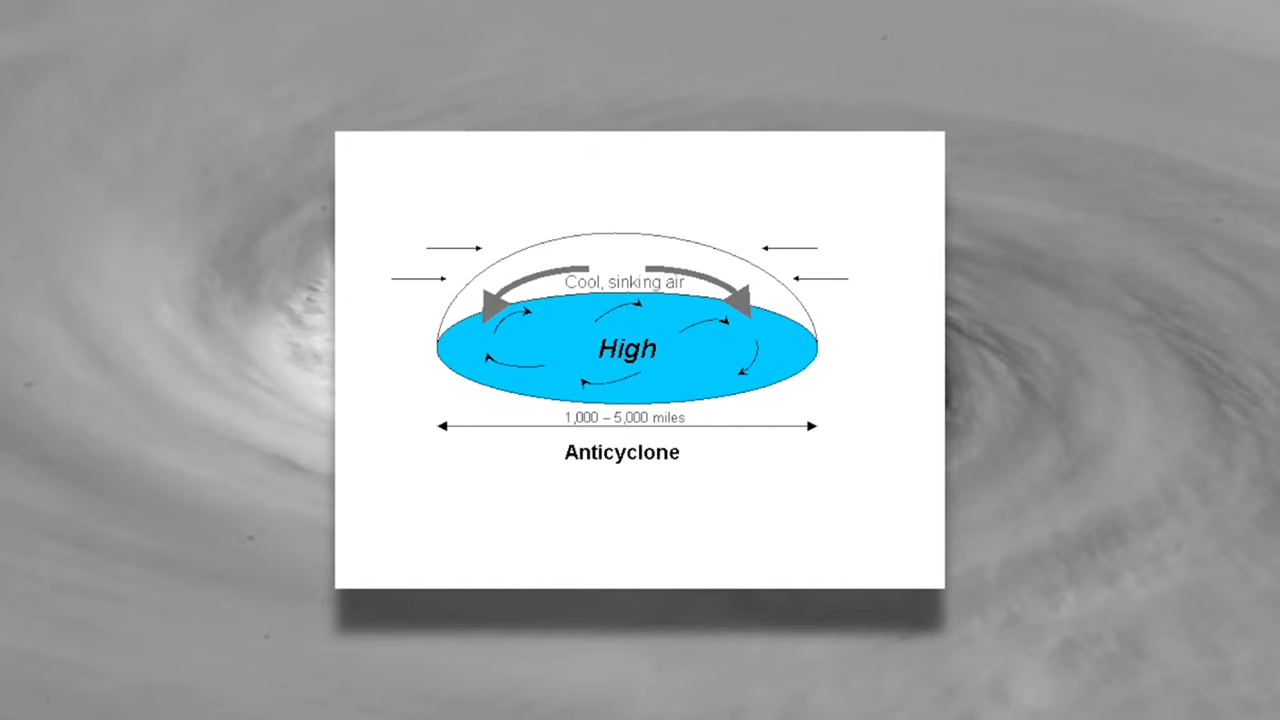 Cool, sinking air
High
1,000 – 5,000 miles
Anticyclone